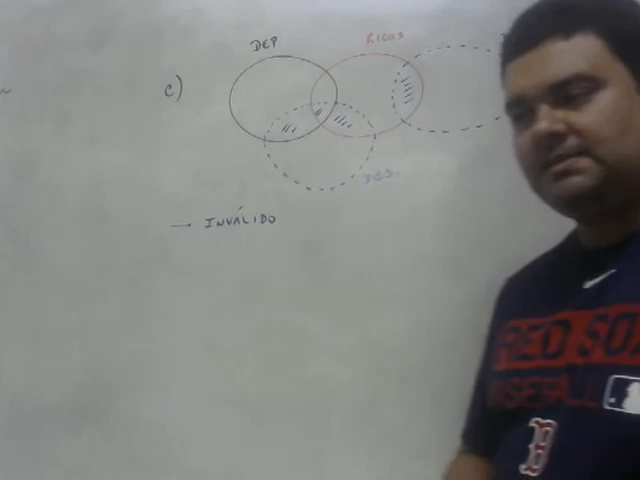 DEP
RICOS
c)
DES.
→ INVÁLIDO
RED SOX
BASEBALL
B